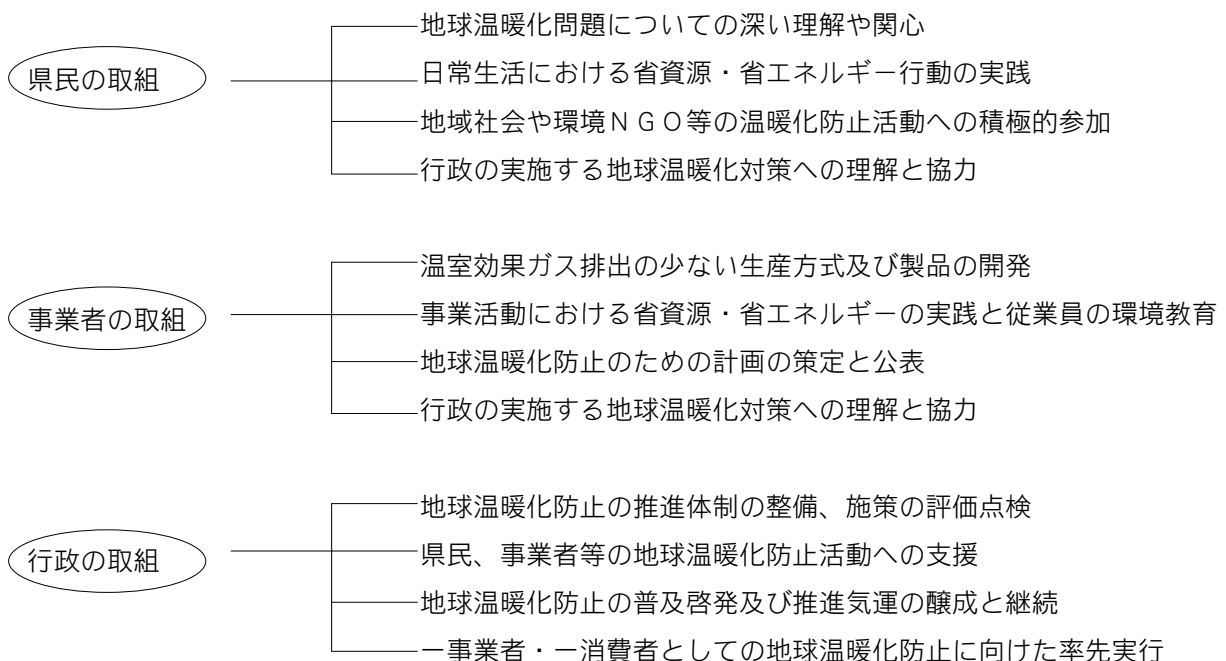 県民の取組
地球温暖化問題についての深い理解や関心
日常生活における省資源・省エネルギー行動の実践
地域社会や環境ＮＧＯ等の温暖化防止活動への積極的参加
行政の実施する地球温暖化対策への理解と協力
事業者の取組
温室効果ガス排出の少ない生産方式及び製品の開発
事業活動における省資源・省エネルギーの実践と従業員の環境教育
地球温暖化防止のための計画の策定と公表
行政の実施する地球温暖化対策への理解と協力
行政の取組
地球温暖化防止の推進体制の整備、施策の評価点検
県民、事業者等の地球温暖化防止活動への支援
地球温暖化防止の普及啓発及び推進気運の醸成と継続
一事業者・一消費者としての地球温暖化防止に向けた率先実行